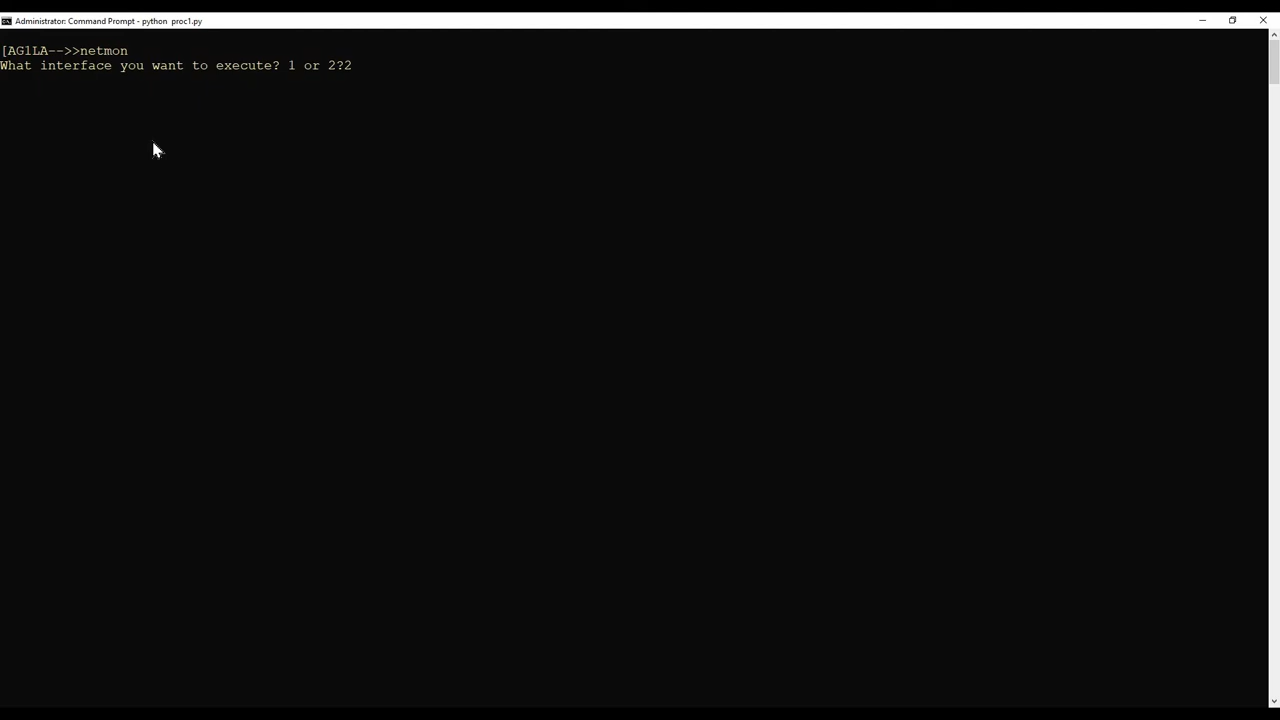 Administrator: Command Prompt - python  proc1.py
[AG1LA-->>netmon
What interface you want to execute? 1 or 2?2